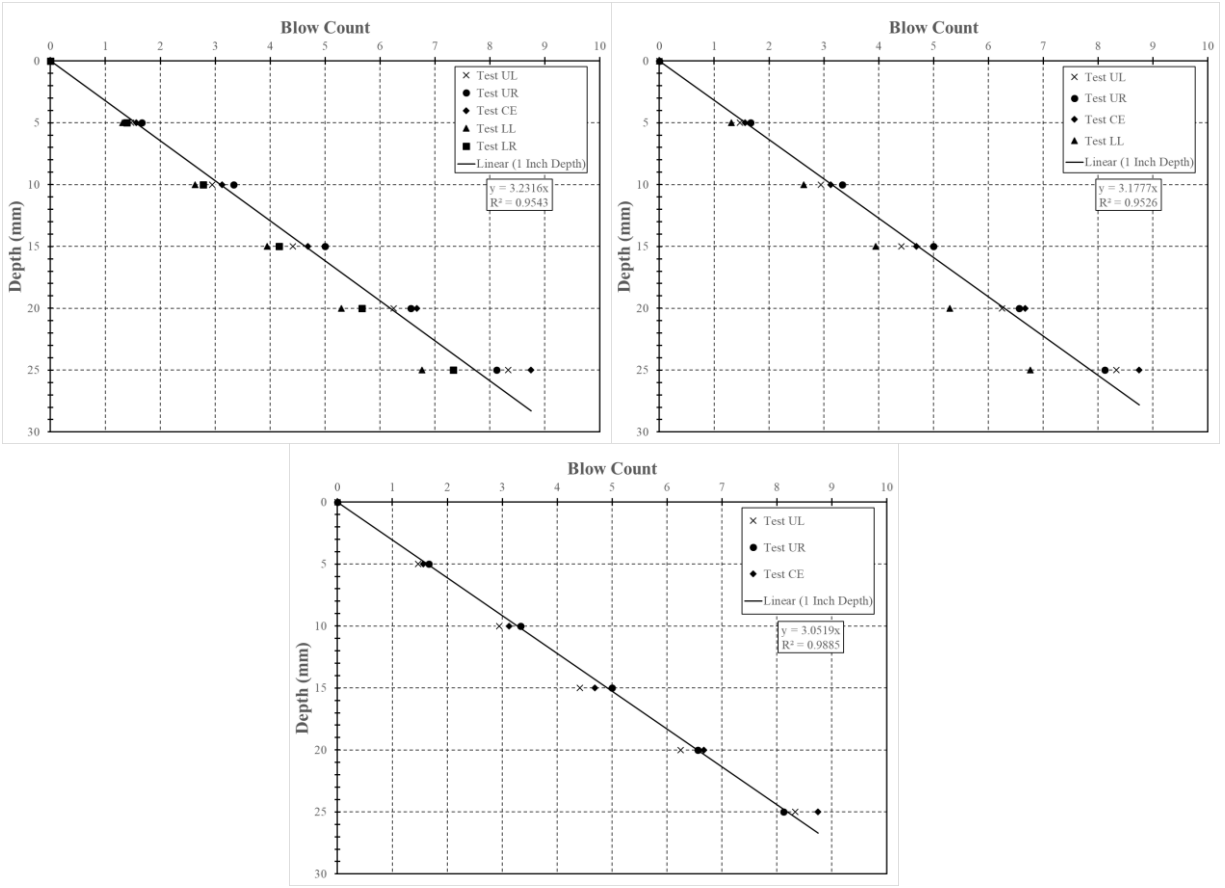 Blow Count
0 1 2 3 4 5 6 7 8 9 10
0
5
10
15
20
25
30
Depth (mm)
Test UL
Test UR
Test CE
Test LL
Test LR
Linear (1 Inch Depth)
y = 3.2316x
R² = 0.9543
Blow Count
0 1 2 3 4 5 6 7 8 9 10
0
5
10
15
20
25
30
Depth (mm)
Test UL
Test UR
Test CE
Test LL
Linear (1 Inch Depth)
y = 3.1777x
R² = 0.9526
Blow Count
0 1 2 3 4 5 6 7 8 9 10
0
5
10
15
20
25
30
Depth (mm)
Test UL
Test UR
Test CE
Linear (1 Inch Depth)
y = 3.0519x
R² = 0.9885